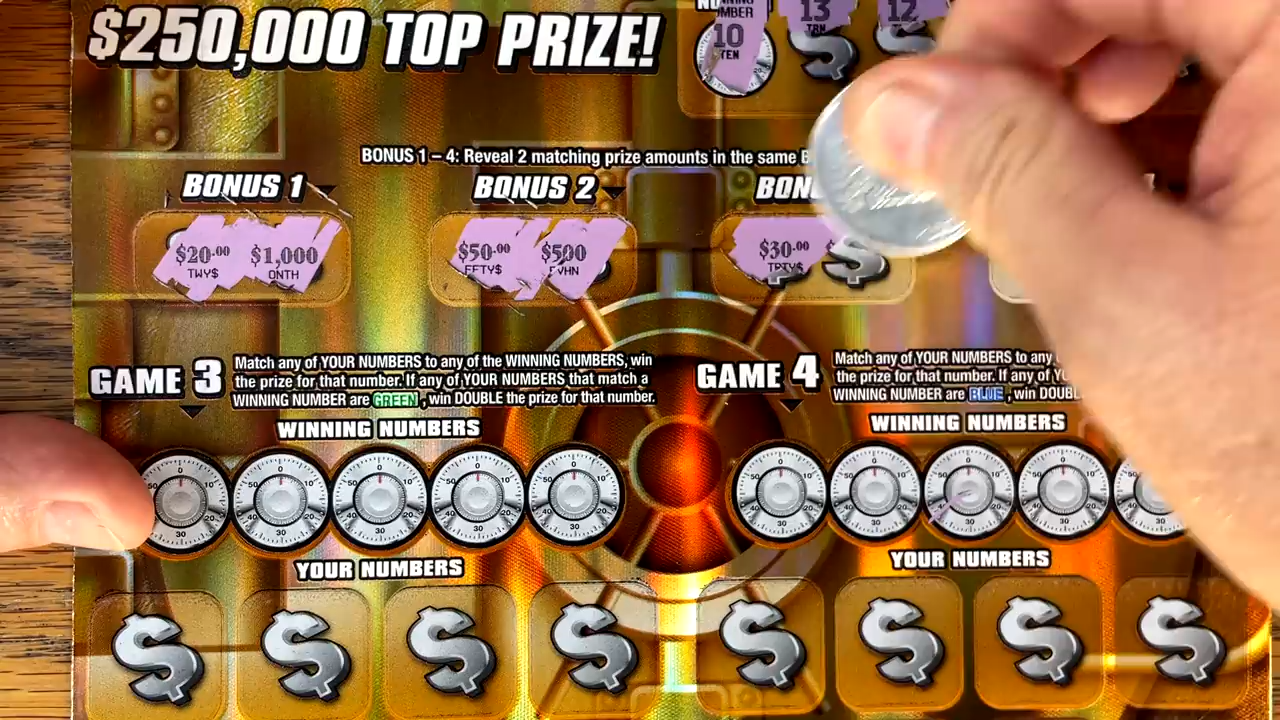 $250,000 TOP PRIZE!
10 13 12
TEN
BONUS 1 – 4: Reveal 2 matching prize amounts in the same
BONUS 1 BONUS 2
$20.00 $1,000 $50.00 $500 $30.00
TWY$ ONTH FFTY$ FVHN TRTY$
GAME 3
Match any of YOUR NUMBERS to any of the WINNING NUMBERS, win
the prize for that number. If any of YOUR NUMBERS that match a
WINNING NUMBER are GREEN, win DOUBLE the prize for that number.
GAME 4
Match any of YOUR NUMBERS to any
the prize for that number. If any of
WINNING NUMBER are BLUE, win
WINNING NUMBERS WINNING NUMBERS
YOUR NUMBERS YOUR NUMBERS
$ $ $ $ $ $ $ $